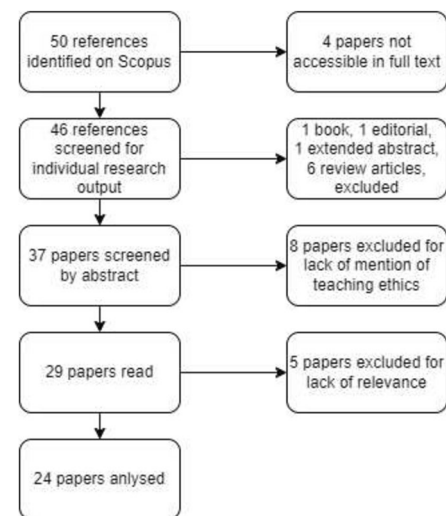 50 references
identified on Scopus
4 papers not
accessible in full text
46 references
screened for
individual research
output
1 book, 1 editorial,
1 extended abstract,
6 review articles,
excluded
37 papers screened
by abstract
8 papers excluded for
lack of mention of
teaching ethics
29 papers read
5 papers excluded for
lack of relevance
24 papers anlysed